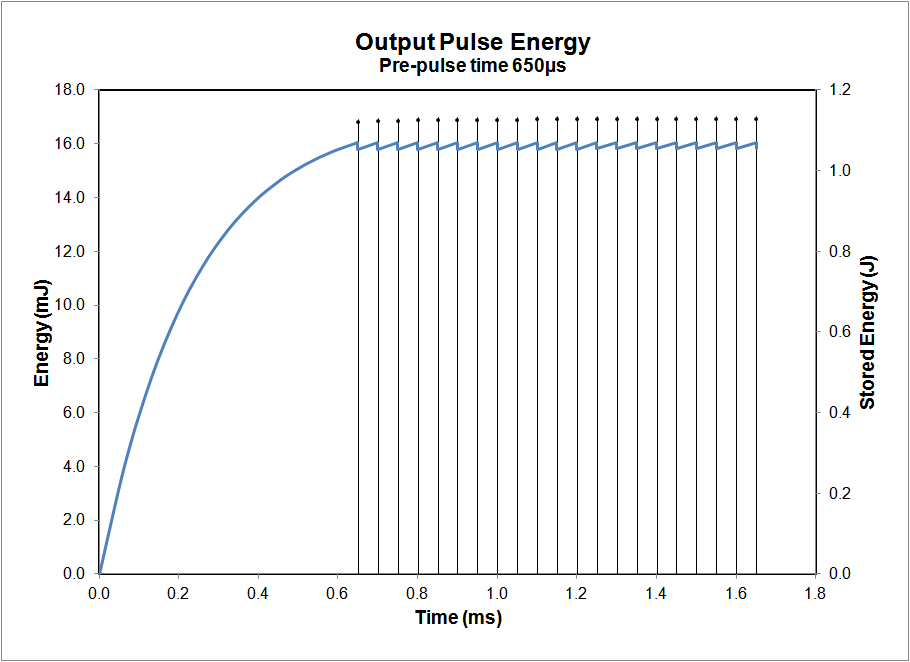 Output Pulse Energy
Pre-pulse time 650µs
18.0
16.0
14.0
12.0
10.0
8.0
6.0
4.0
2.0
0.0
Energy (mJ)
1.2
1.0
0.8
0.6
0.4
0.2
0.0
Stored Energy (J)
0.0 0.2 0.4 0.6 0.8 1.0 1.2 1.4 1.6 1.8
Time (ms)